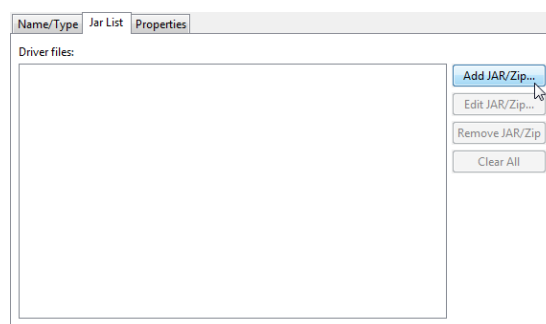 Name/Type Jar List Properties
Driver files:
Add JAR/Zip...
Edit JAR/Zip...
Remove JAR/Zip
Clear All